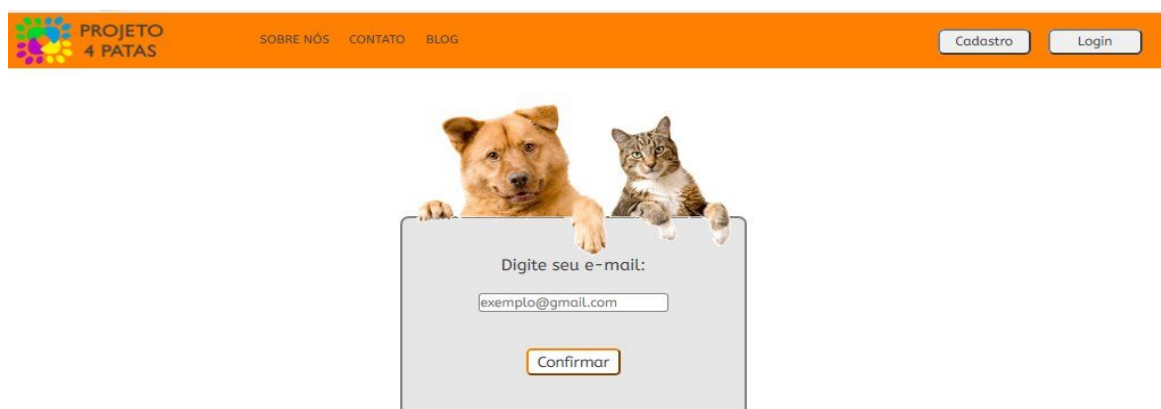 PROJETO
4 PATAS
SOBRE NÓS CONTATO BLOG
Cadastro Login
Digite seu e-mail:
exemplo@gmail.com
Confirmar